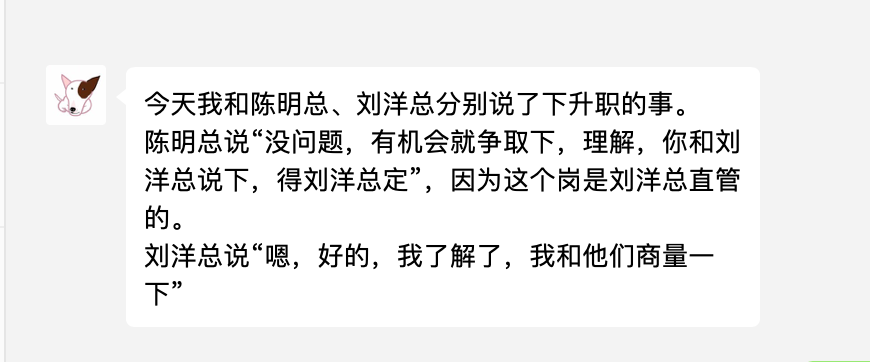 今天我和陈明总、刘洋总分别说了下升职的事。
陈明总说“没问题，有机会就争取下，理解，你和刘
洋总说下，得刘洋总定”，因为这个岗是刘洋总直管
的。
刘洋总说“嗯，好的，我了解了，我和他们商量一
下”